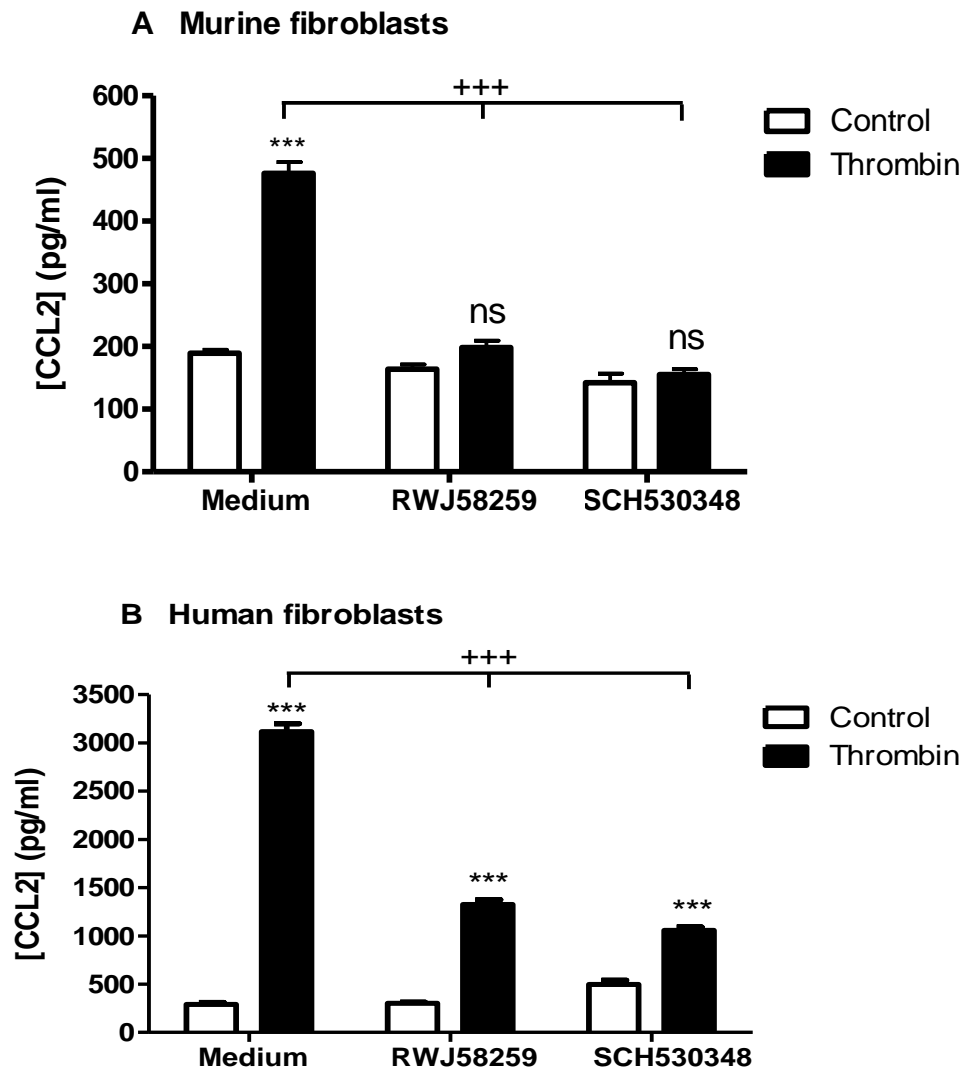 A Murine fibroblasts
+++
600
500
400
300
200
100
0
[CCL2] (pg/ml)
***
ns
ns
Control
Thrombin
Medium RWJ58259 SCH530348
B Human fibroblasts
+++
3500
3000
2500
2000
1500
1000
500
0
[CCL2] (pg/ml)
***
***
***
Control
Thrombin
Medium RWJ58259 SCH530348